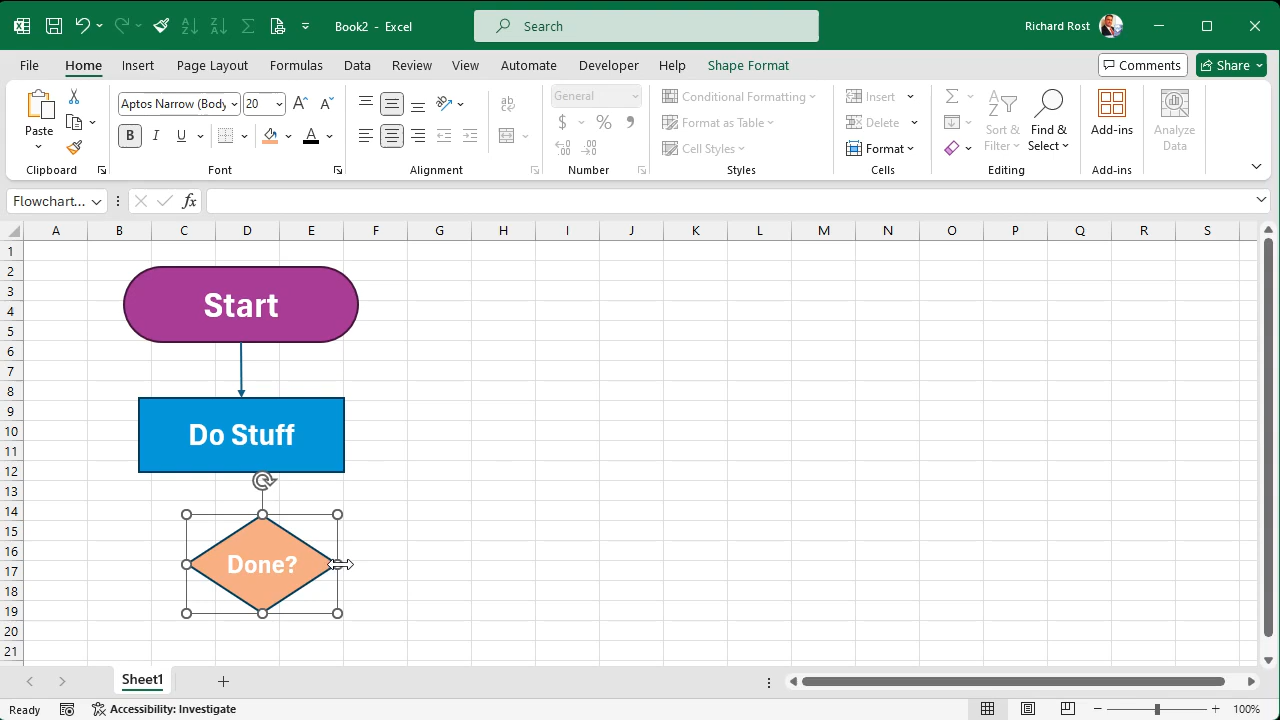 Book2 - Excel
Search
Richard Rost
File Home Insert Page Layout Formulas Data Review View Automate Developer Help Shape Format
Comments Share
Paste
Aptos Narrow (Body 20
B I U A
ab
General
$ % 9
Conditional Formatting
Format as Table
Cell Styles
Insert
Delete
Format
Sort & Filter
Find & Select
Add-ins
Analyze Data
Clipboard Font Alignment Number Styles Cells Editing Add-ins
Flowchart... fx
A B C D E F G H I J K L M N O P Q R S
1
2
3
4
5
6
7
8
9
10
11
12
13
14
15
16
17
18
19
20
21
Start
Do Stuff
Done?
Sheet1
Ready Accessibility: Investigate 100%